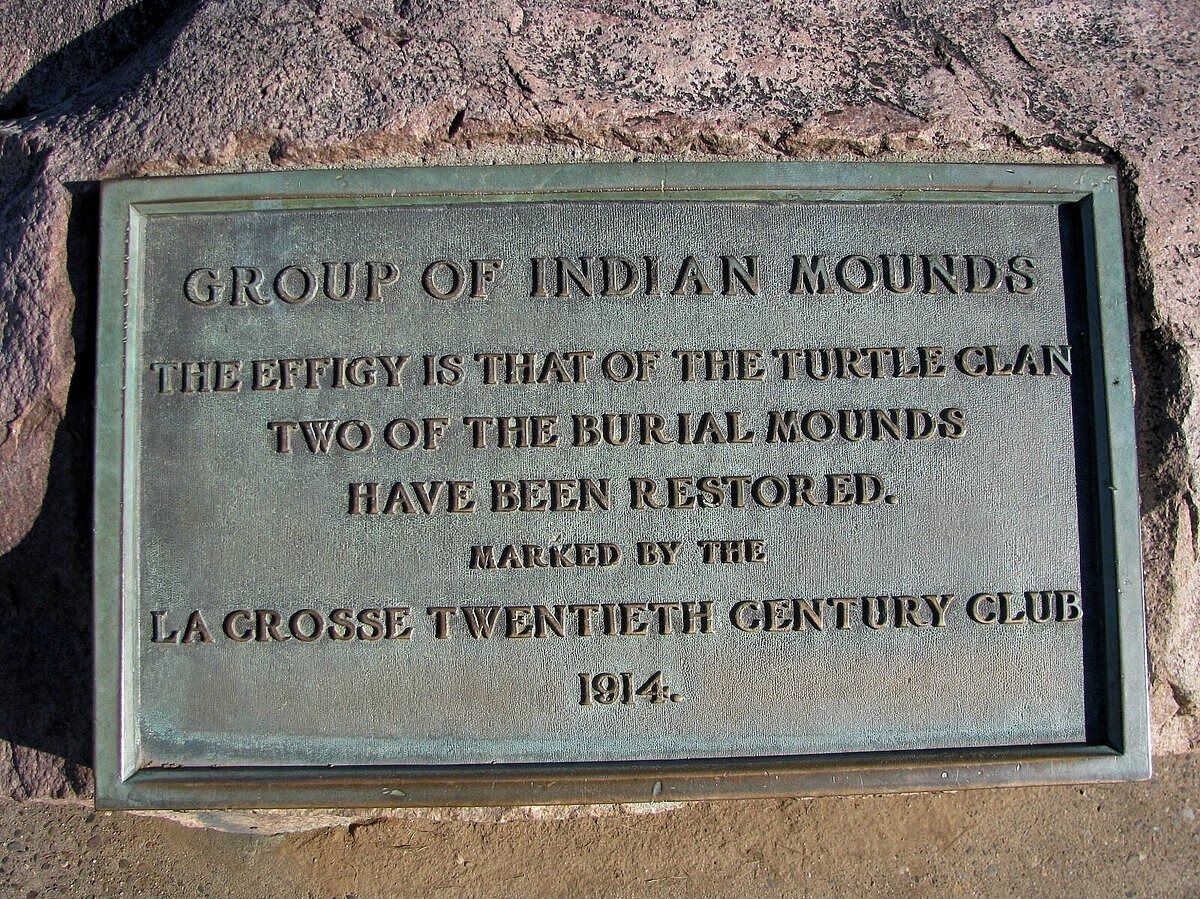 GROUP OF INDIAN MOUNDS
THE EFFIGY IS THAT OF THE TURTLE CLAN
TWO OF THE BURIAL MOUNDS
HAVE BEEN RESTORED.
MARKED BY THE
LA CROSSE TWENTIETH CENTURY CLUB
1914.